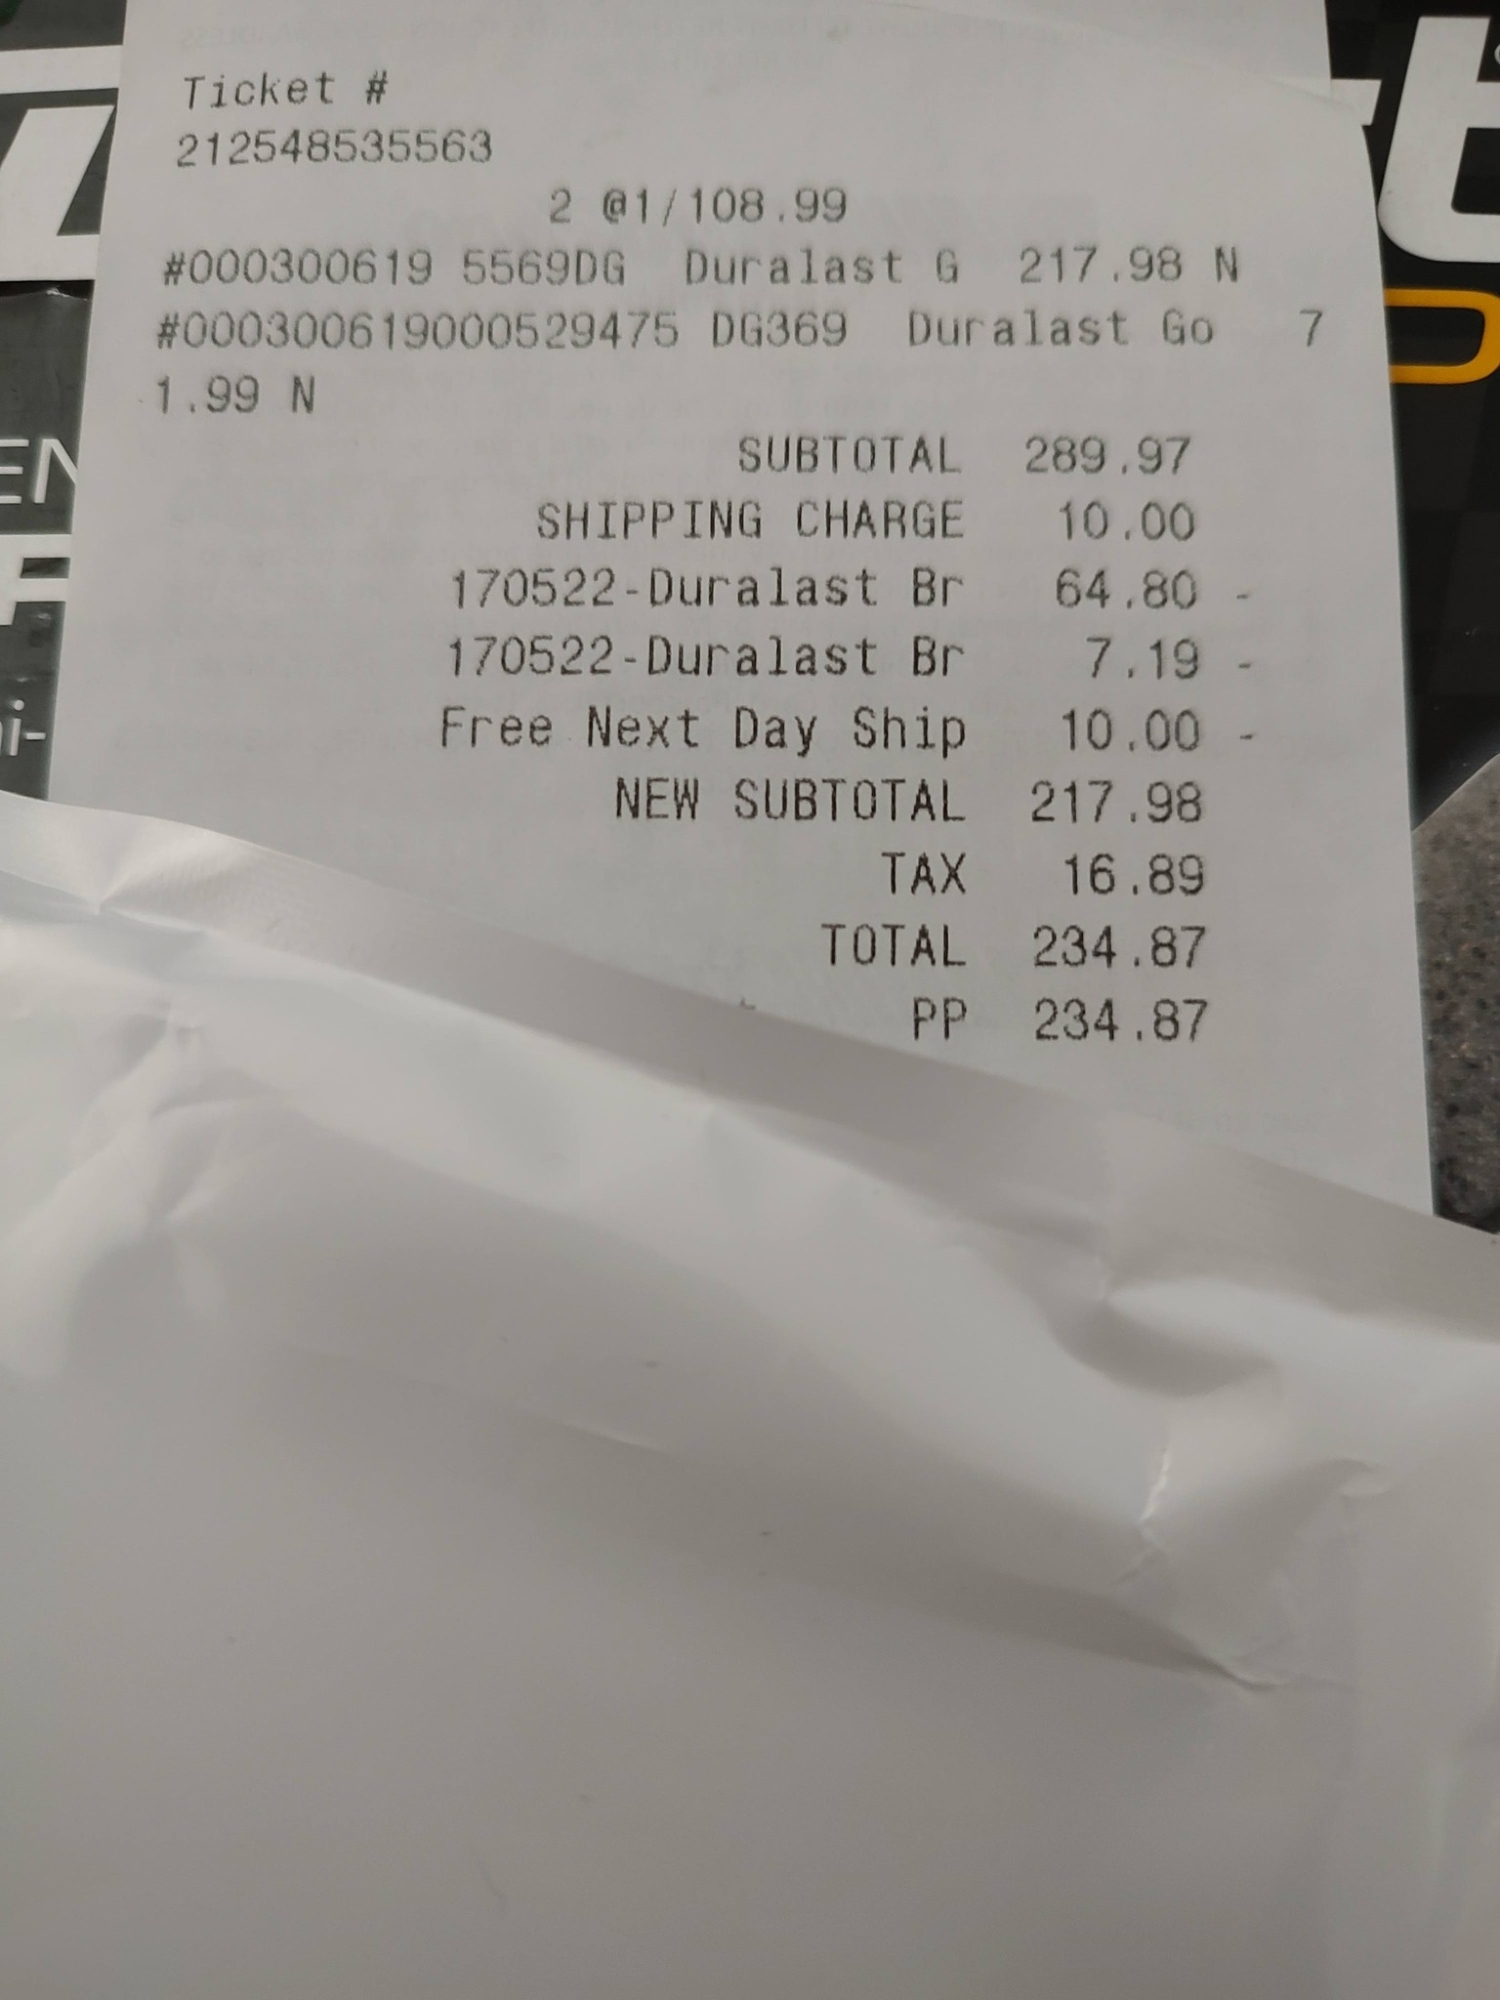 Ticket #
212548535563
2 @1/108.99
#000300619 5569DG Duralast G 217.98 N
#000300619000529475 DG369 Duralast Go 7
1.99 N
SUBTOTAL 289.97
SHIPPING CHARGE 10.00
170522-Duralast Br 64.80 -
170522-Duralast Br 7.19 -
Free Next Day Ship 10.00 -
NEW SUBTOTAL 217.98
TAX 16.89
TOTAL 234.87
PP 234.87